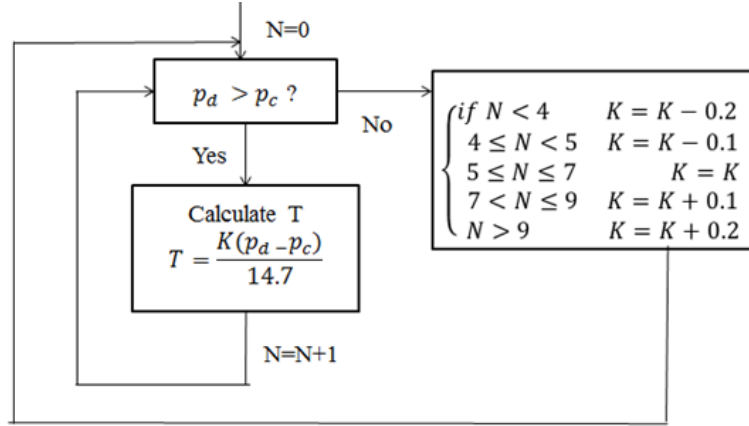 N=0
p_d > p_c ?
No
Yes
Calculate T
T = K(p_d − p_c) / 14.7
N=N+1
if N < 4 K = K − 0.2
4 ≤ N < 5 K = K − 0.1
5 ≤ N ≤ 7 K = K
7 < N ≤ 9 K = K + 0.1
N > 9 K = K + 0.2